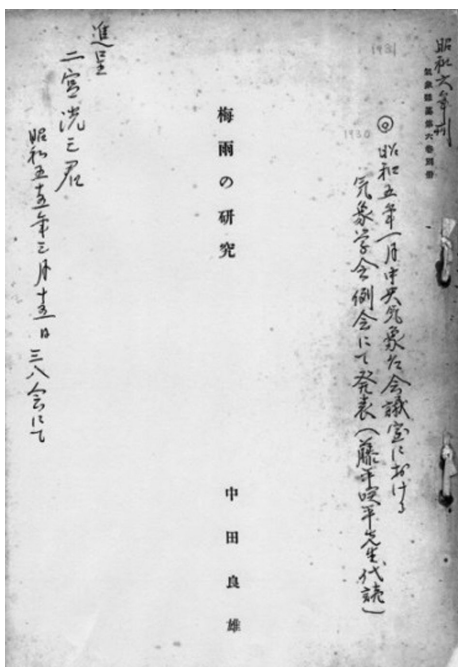 昭和六年刊
気象雑纂第六巻別冊
1931
1930
◎昭和五年一月中央気象台会議室における
気象学会例会にて発表（藤原咲平先生代読）
梅雨の研究
中田良雄
進呈
二宮洸三君
昭和五十五年三月十五日 三八会にて